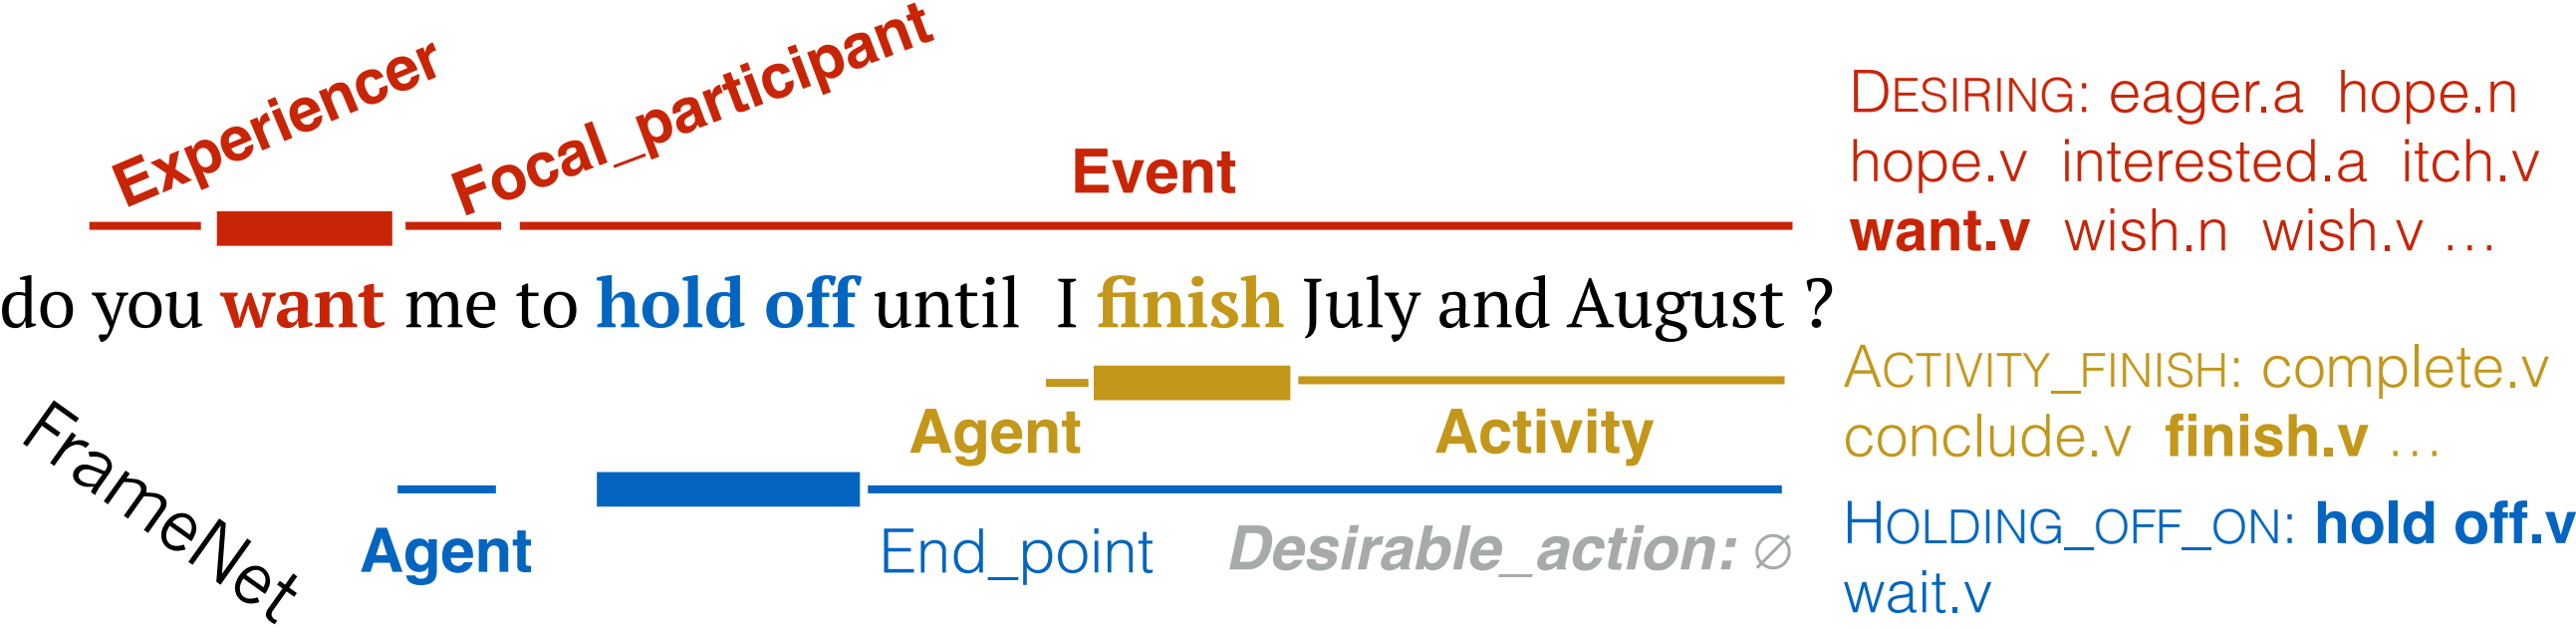 Experiencer
Focal_participant
Event
do you want me to hold off until I finish July and August ?
Agent
Activity
Agent
End_point
Desirable_action: ∅
FrameNet
DESIRING: eager.a hope.n
hope.v interested.a itch.v
want.v wish.n wish.v …
ACTIVITY_FINISH: complete.v
conclude.v finish.v …
HOLDING_OFF_ON: hold off.v
wait.v